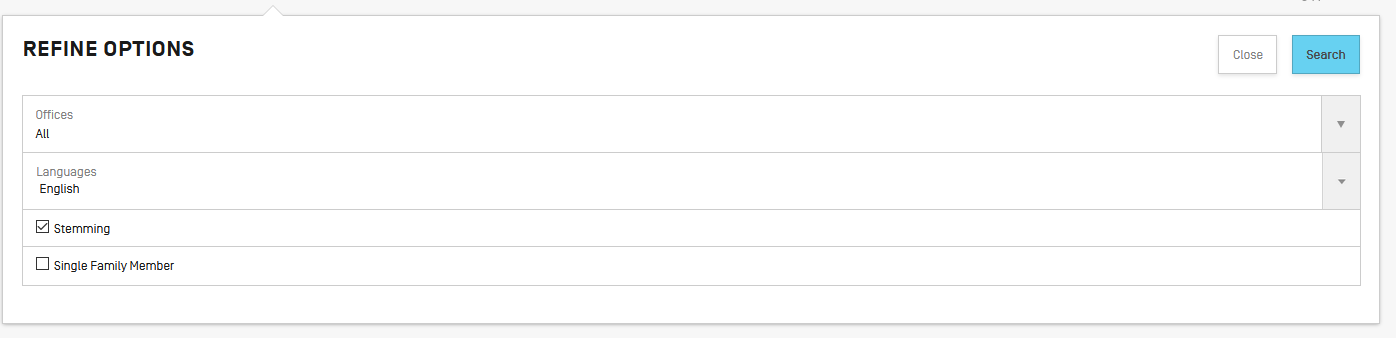 REFINE OPTIONS
Close
Search
Offices
All
Languages
English
Stemming
Single Family Member